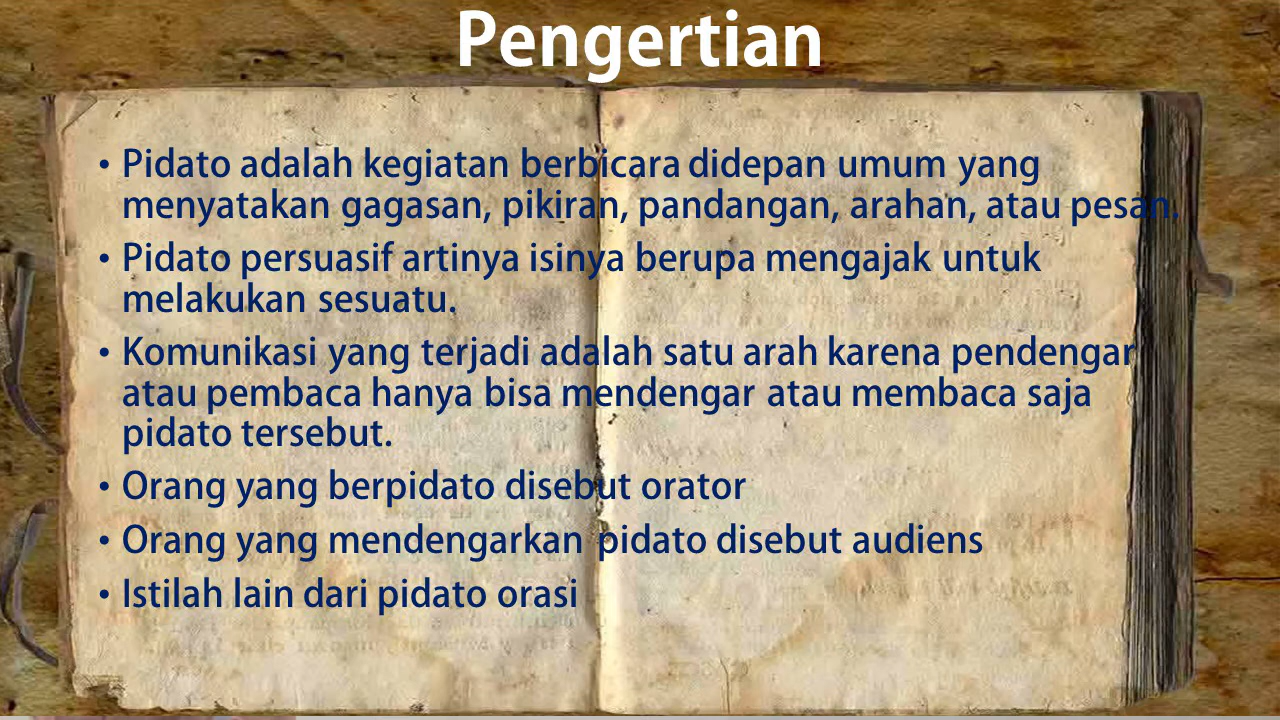 Pengertian
• Pidato adalah kegiatan berbicara didepan umum yang
menyatakan gagasan, pikiran, pandangan, arahan, atau pesan.
• Pidato persuasif artinya isinya berupa mengajak untuk
melakukan sesuatu.
• Komunikasi yang terjadi adalah satu arah karena pendengar
atau pembaca hanya bisa mendengar atau membaca saja
pidato tersebut.
• Orang yang berpidato disebut orator
• Orang yang mendengarkan pidato disebut audiens
• Istilah lain dari pidato orasi